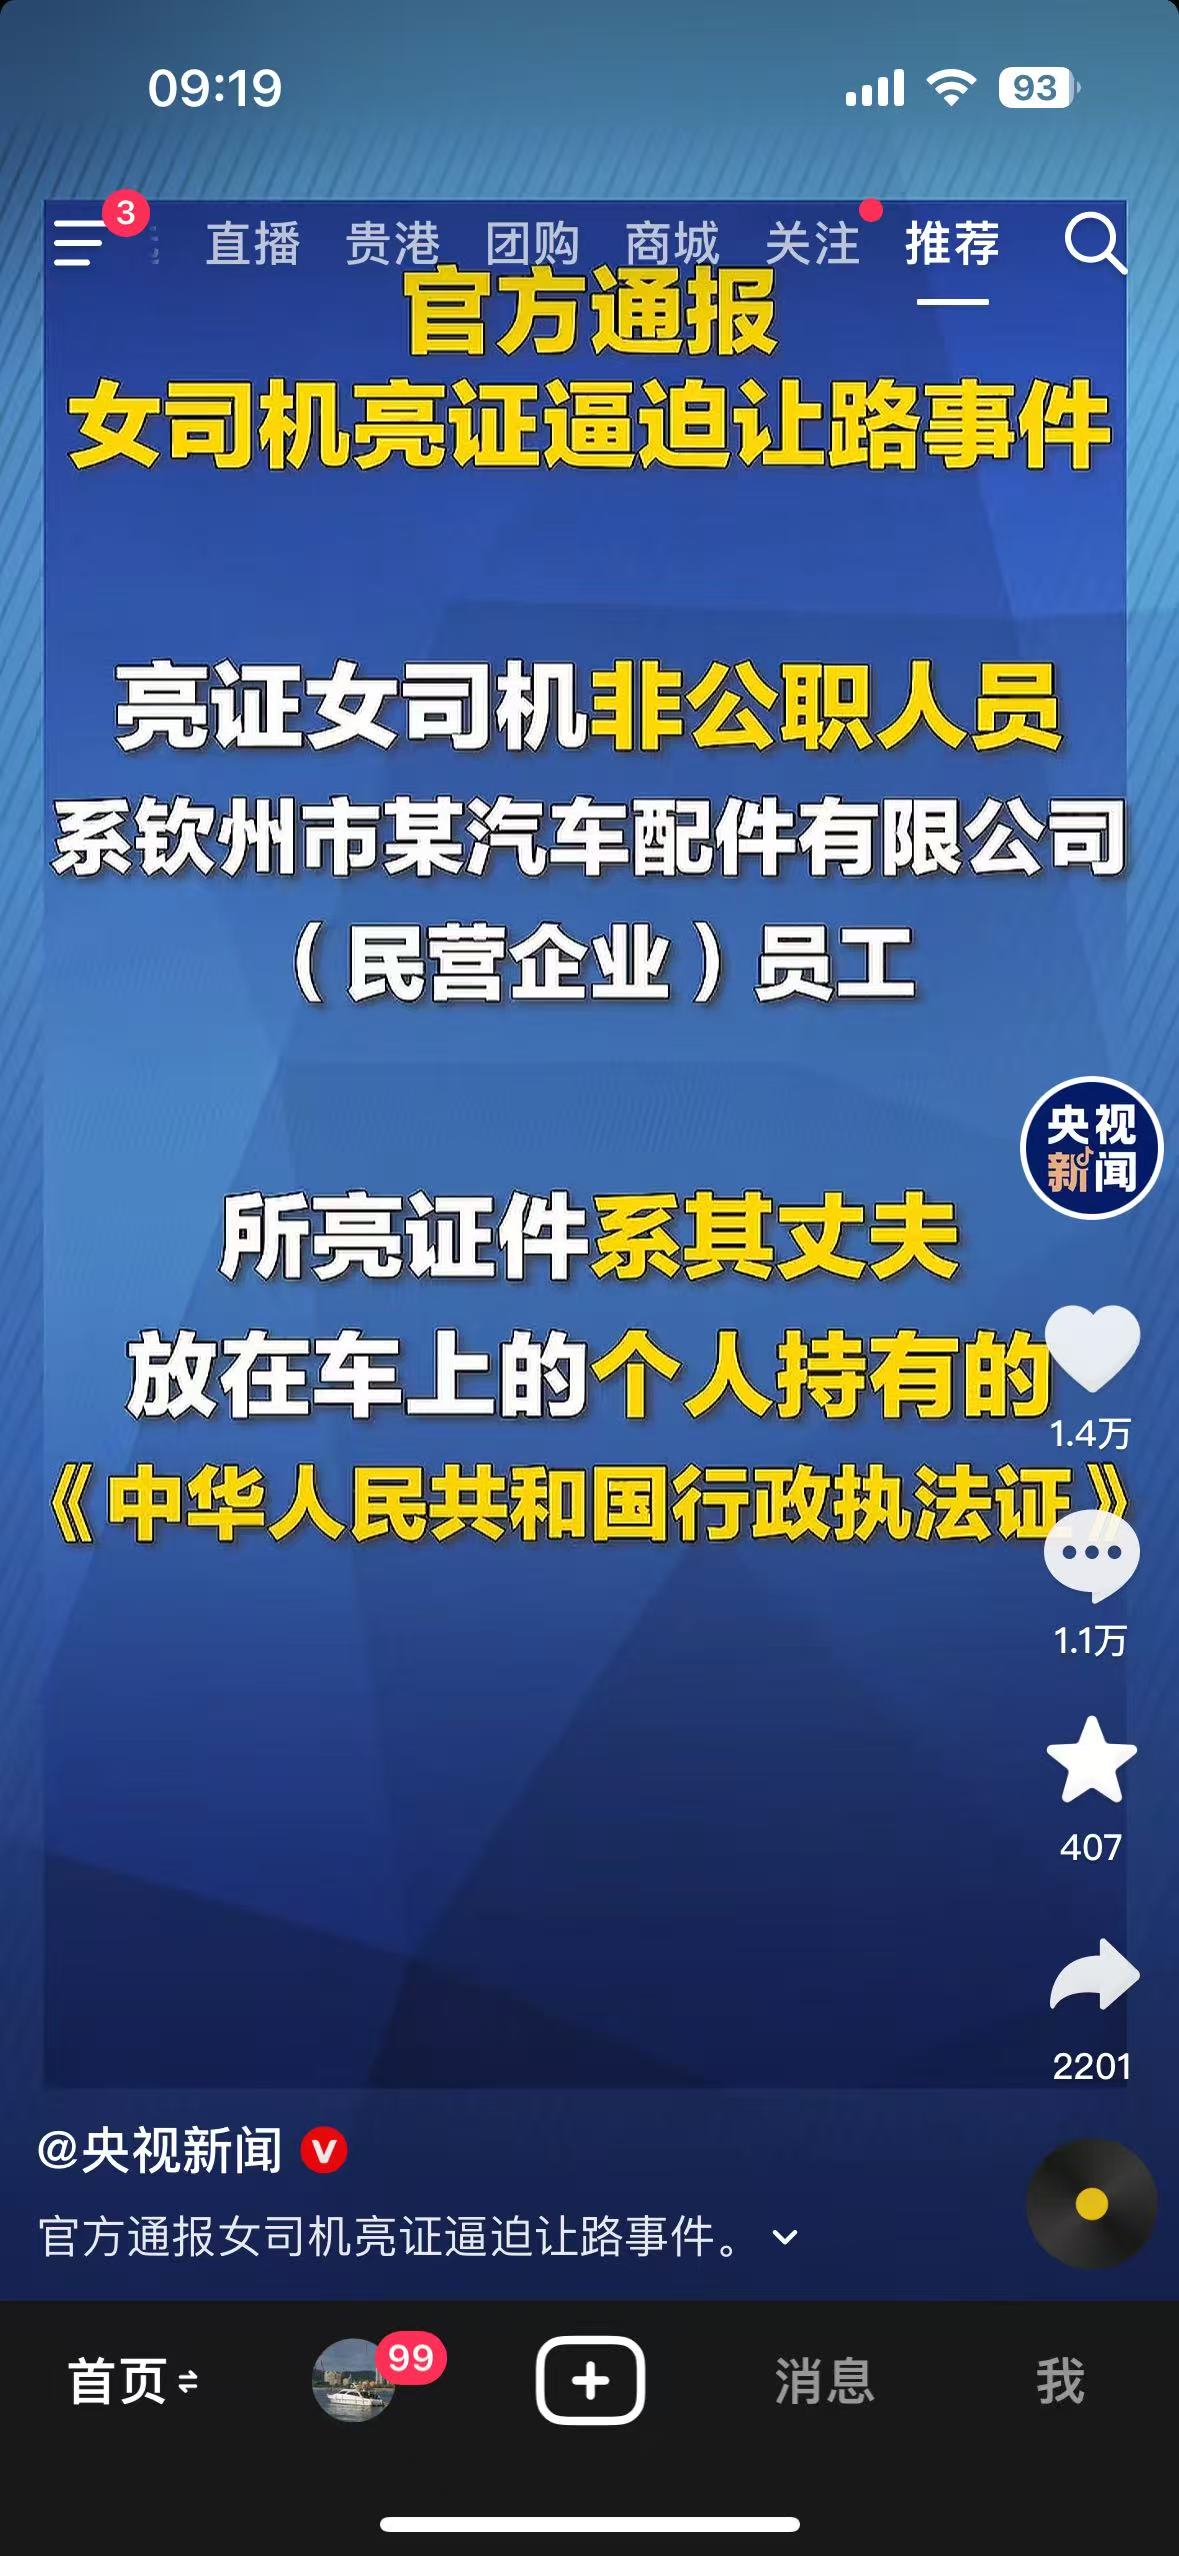 09:19
93
3
直播 贵港 团购 商城 关注 推荐
官方通报
女司机亮证逼迫让路事件
亮证女司机非公职人员
系钦州市某汽车配件有限公司
（民营企业）员工
央视
新闻
所亮证件系其丈夫
放在车上的个人持有的
《中华人民共和国行政执法证》
1.4万
1.1万
407
2201
@央视新闻
官方通报女司机亮证逼迫让路事件。
首页 99 消息 我